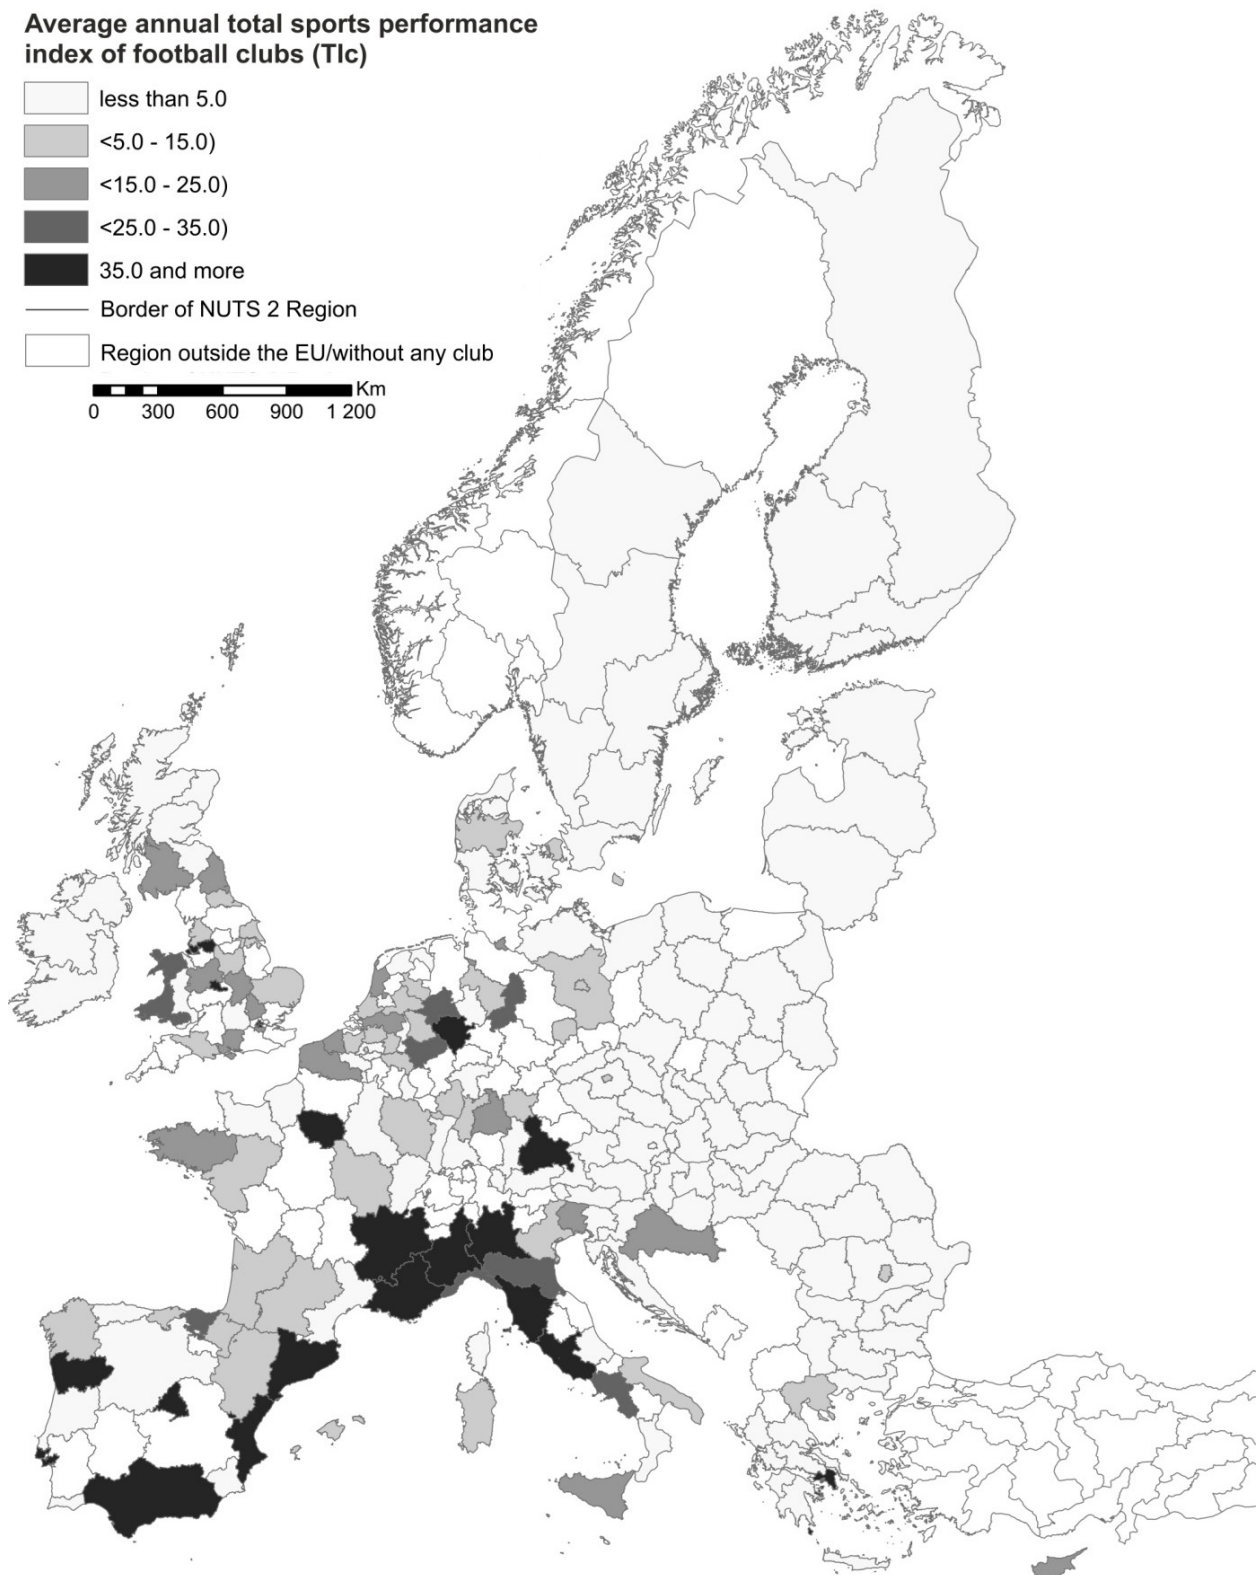 Average annual total sports performance
index of football clubs (TIc)
less than 5.0
<5.0 - 15.0)
<15.0 - 25.0)
<25.0 - 35.0)
35.0 and more
Border of NUTS 2 Region
Region outside the EU/without any club
Km
0 300 600 900 1 200